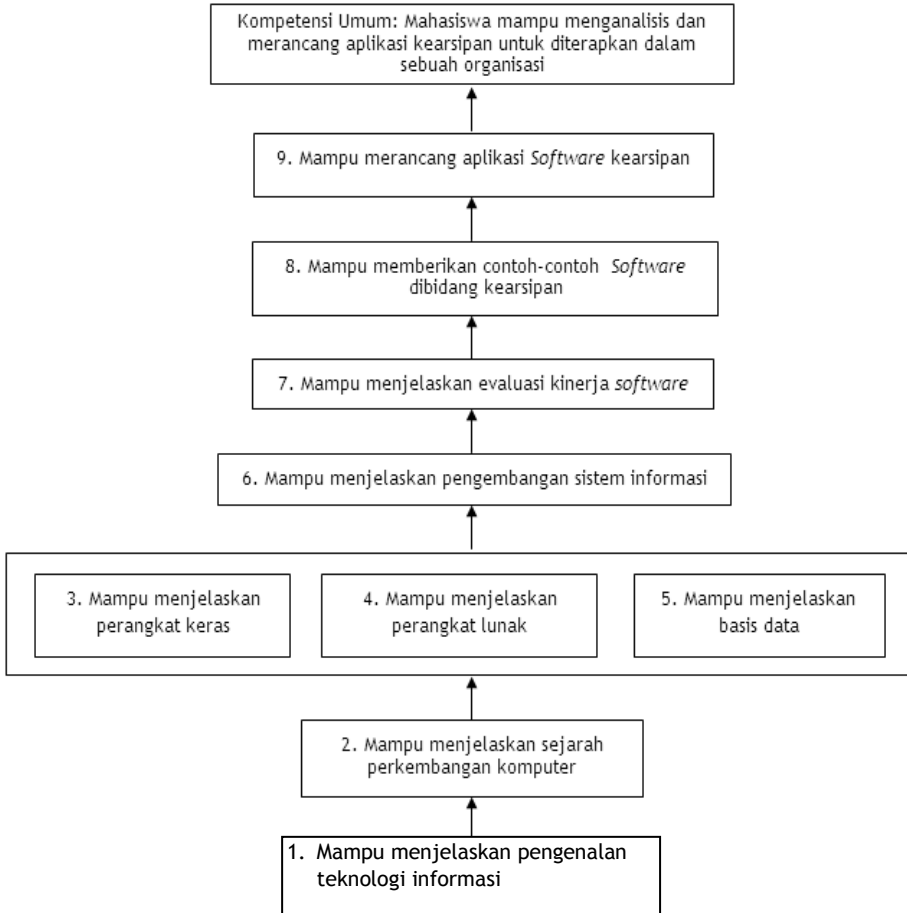 Kompetensi Umum: Mahasiswa mampu menganalisis dan
merancang aplikasi kearsipan untuk diterapkan dalam
sebuah organisasi
9. Mampu merancang aplikasi Software kearsipan
8. Mampu memberikan contoh-contoh Software
dibidang kearsipan
7. Mampu menjelaskan evaluasi kinerja software
6. Mampu menjelaskan pengembangan sistem informasi
3. Mampu menjelaskan
perangkat keras
4. Mampu menjelaskan
perangkat lunak
5. Mampu menjelaskan
basis data
2. Mampu menjelaskan sejarah
perkembangan komputer
1. Mampu menjelaskan pengenalan
teknologi informasi